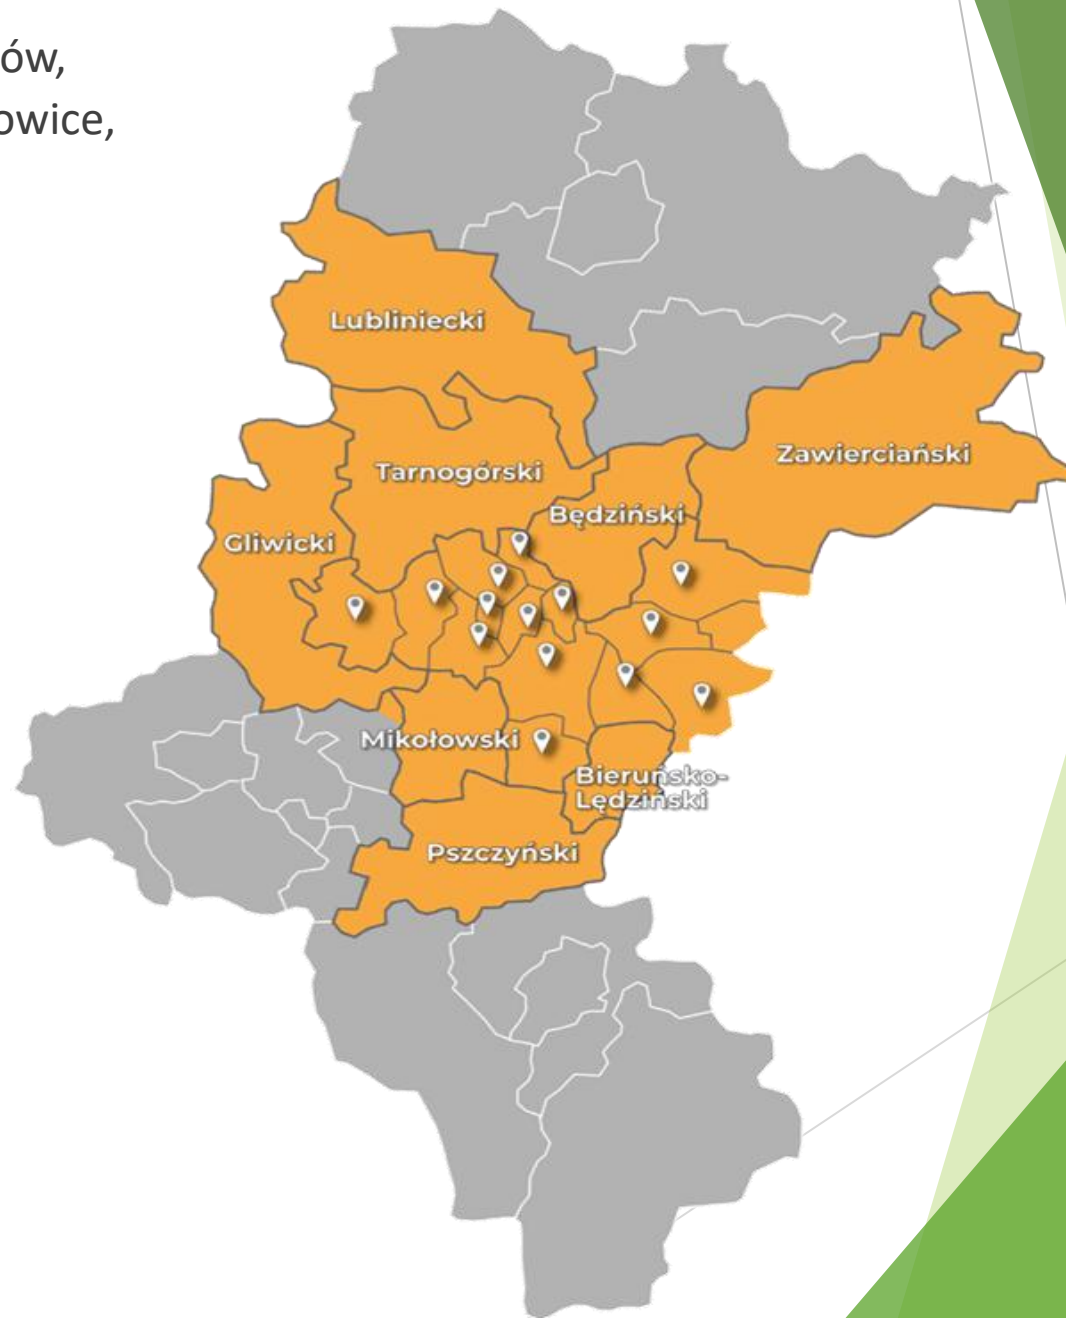 ów,
owice,
Lubliniecki
Zawierciański
Tarnogórski
Będziński
Gliwicki
Mikołowski
Bieruńsko-
Lędziński
Pszczyński